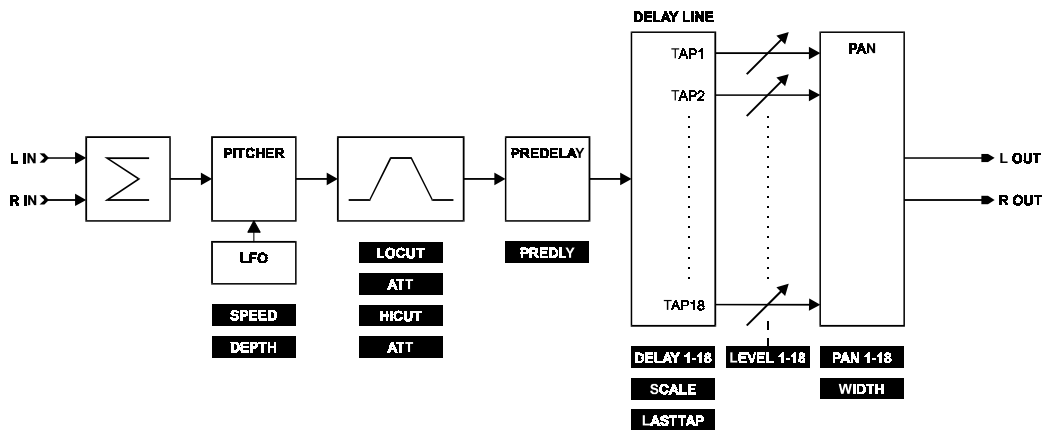 DELAY LINE
TAP1
PAN
TAP2
L IN
PITCHER
PREDELAY
L OUT
R IN
R OUT
LFO
LOCUT
PREDLY
ATT
SPEED
HICUT
TAP18
DEPTH
ATT
DELAY 1-18
LEVEL 1-18
PAN 1-18
SCALE
WIDTH
LASTTAP